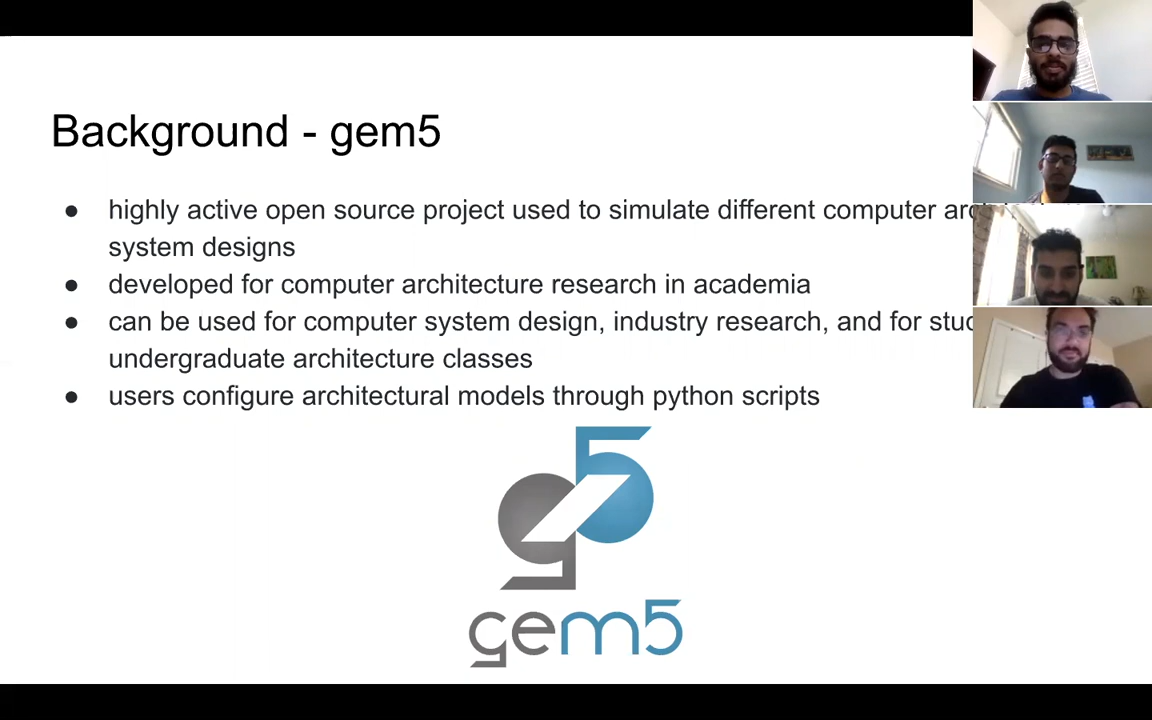 Background - gem5
● highly active open source project used to simulate different computer
system designs
● developed for computer architecture research in academia
● can be used for computer system design, industry research, and for
undergraduate architecture classes
● users configure architectural models through python scripts
g5
gem5